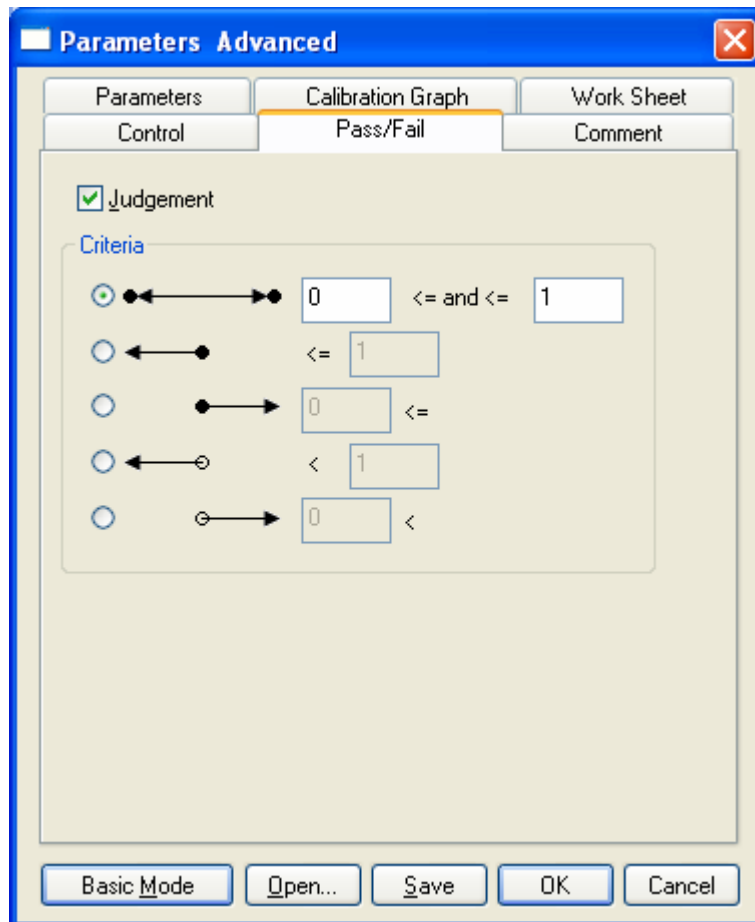 Parameters Advanced
Parameters Calibration Graph Work Sheet
Control Pass/Fail Comment
Judgement
Criteria
0 <= and <= 1
<= 1
0 <=
< 1
0 <
Basic Mode Open... Save OK Cancel